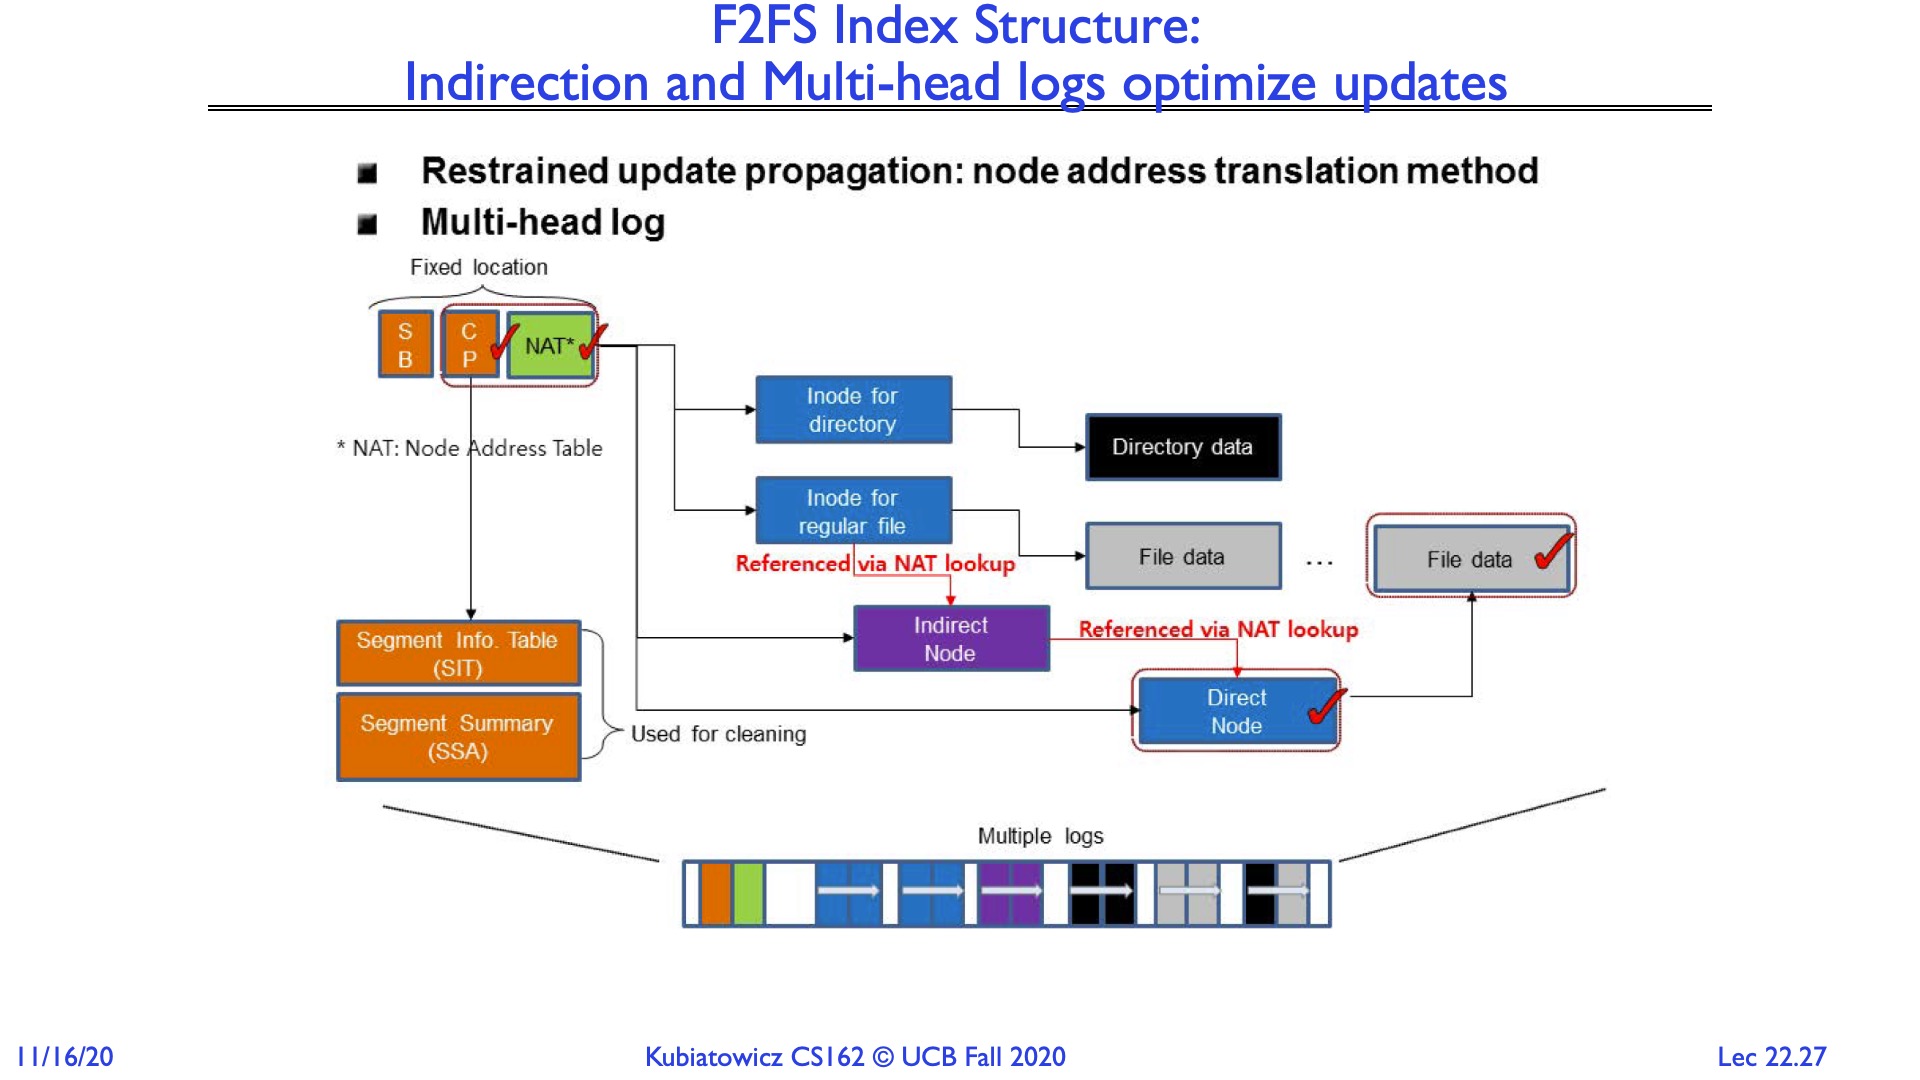 F2FS Index Structure:
Indirection and Multi-head logs optimize updates
Restrained update propagation: node address translation method
Multi-head log
Fixed location
S
B
C
P
NAT*
Inode for
directory
Directory data
* NAT: Node Address Table
Inode for
regular file
File data
...
File data
Referenced via NAT lookup
Indirect
Node
Referenced via NAT lookup
Segment Info. Table
(SIT)
Direct
Node
Segment Summary
(SSA)
Used for cleaning
Multiple logs
11/16/20
Kubiatowicz CS162 © UCB Fall 2020
Lec 22.27